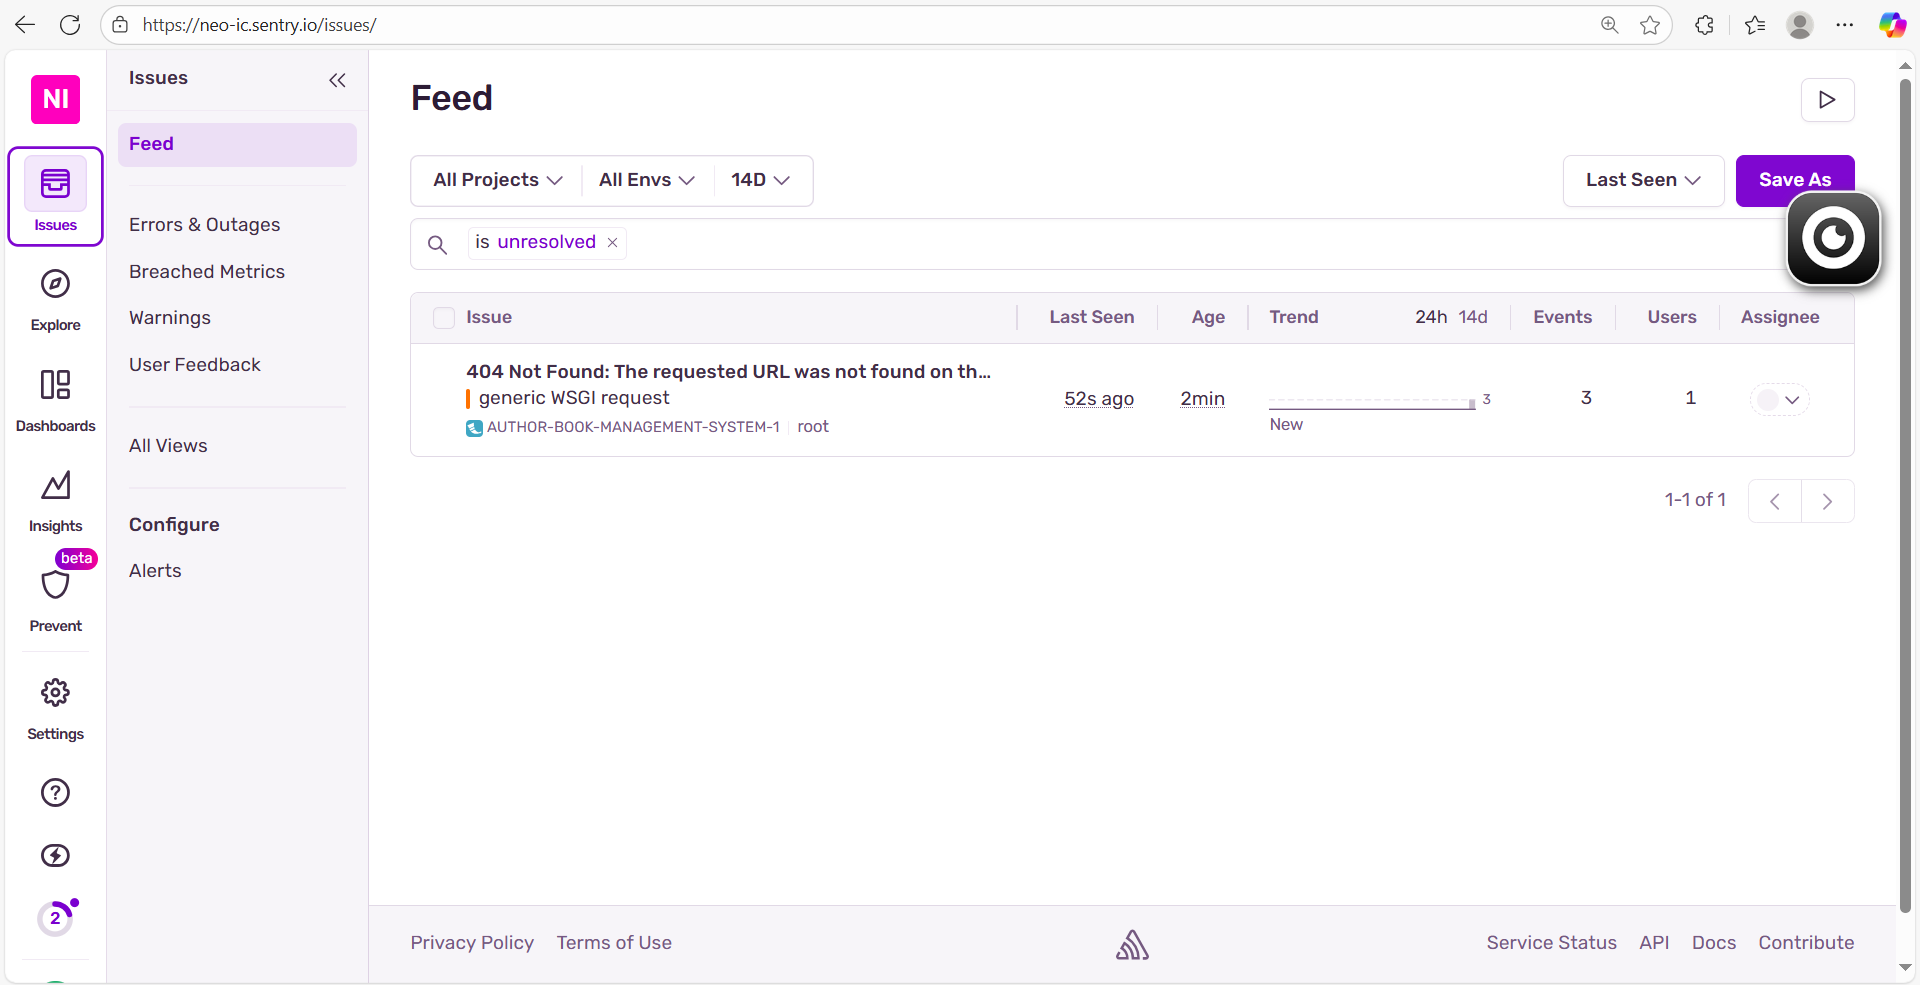 https://neo-ic.sentry.io/issues/
NI
Issues
Explore
Dashboards
Insights
beta
Prevent
Settings
?
2
Issues
Feed
Errors & Outages
Breached Metrics
Warnings
User Feedback
All Views
Configure
Alerts
Feed
All Projects All Envs 14D
Last Seen Save As
is unresolved
Issue Last Seen Age Trend 24h 14d Events Users Assignee
404 Not Found: The requested URL was not found on th...
generic WSGI request
AUTHOR-BOOK-MANAGEMENT-SYSTEM-1 root
52s ago 2min 3 3 1
New
1-1 of 1
Privacy Policy Terms of Use Service Status API Docs Contribute